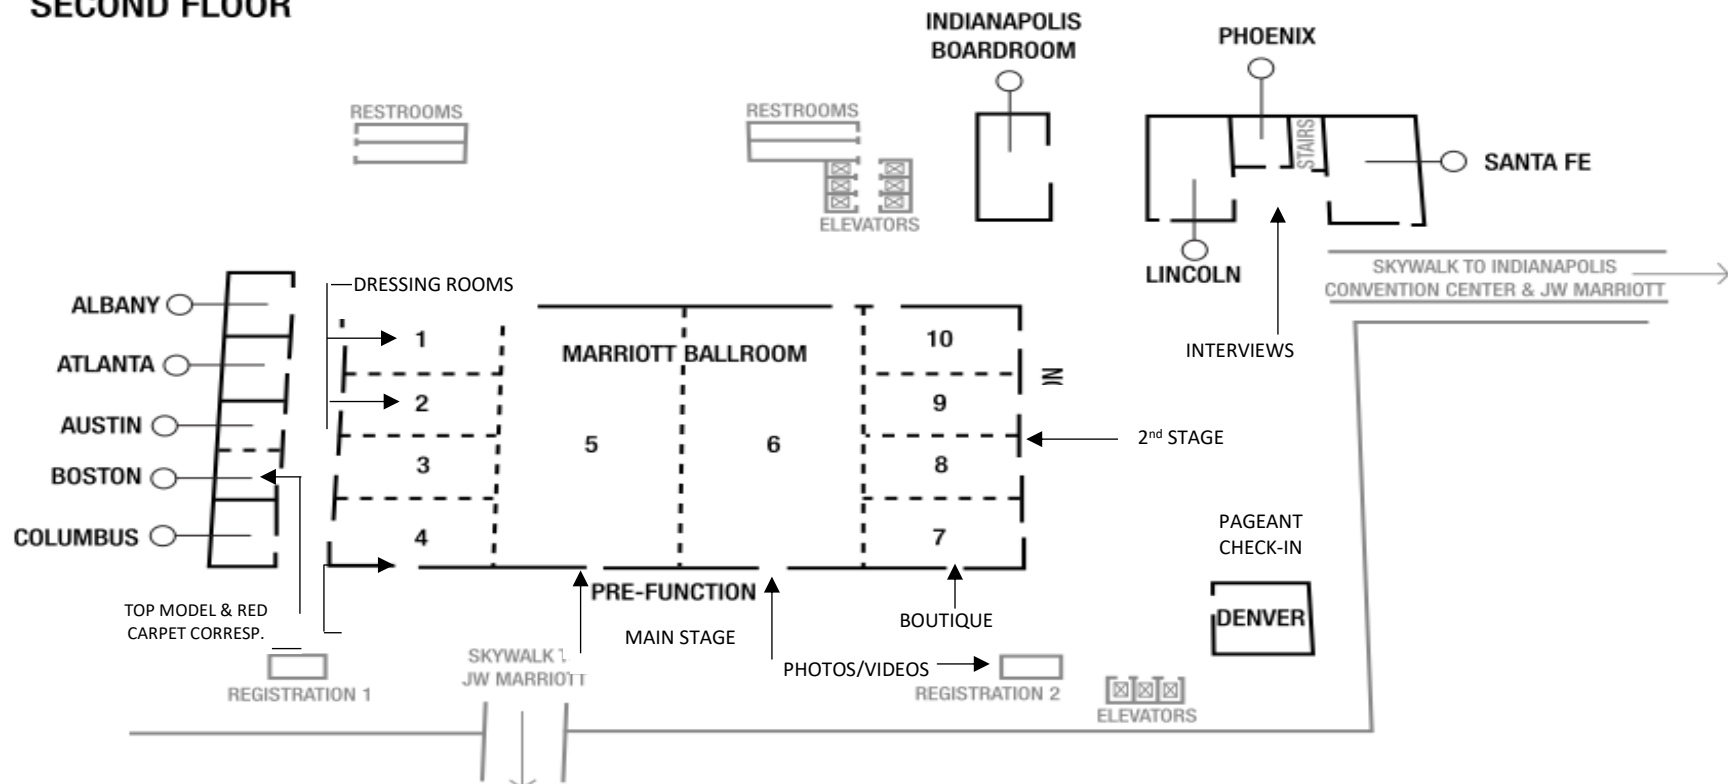 SECOND FLOOR
INDIANAPOLIS
BOARDROOM
PHOENIX
RESTROOMS
RESTROOMS
STAIRS
SANTA FE
ELEVATORS
LINCOLN
SKYWALK TO INDIANAPOLIS
CONVENTION CENTER & JW MARRIOTT
ALBANY
DRESSING ROOMS
ATLANTA
1
MARRIOTT BALLROOM
10
INTERVIEWS
2
9
AUSTIN
5
6
2nd STAGE
BOSTON
3
8
COLUMBUS
4
7
PAGEANT
CHECK-IN
PRE-FUNCTION
TOP MODEL & RED
CARPET CORRESP.
MAIN STAGE
BOUTIQUE
DENVER
SKYWALK
JW MARRIOTT
PHOTOS/VIDEOS
REGISTRATION 1
REGISTRATION 2
ELEVATORS